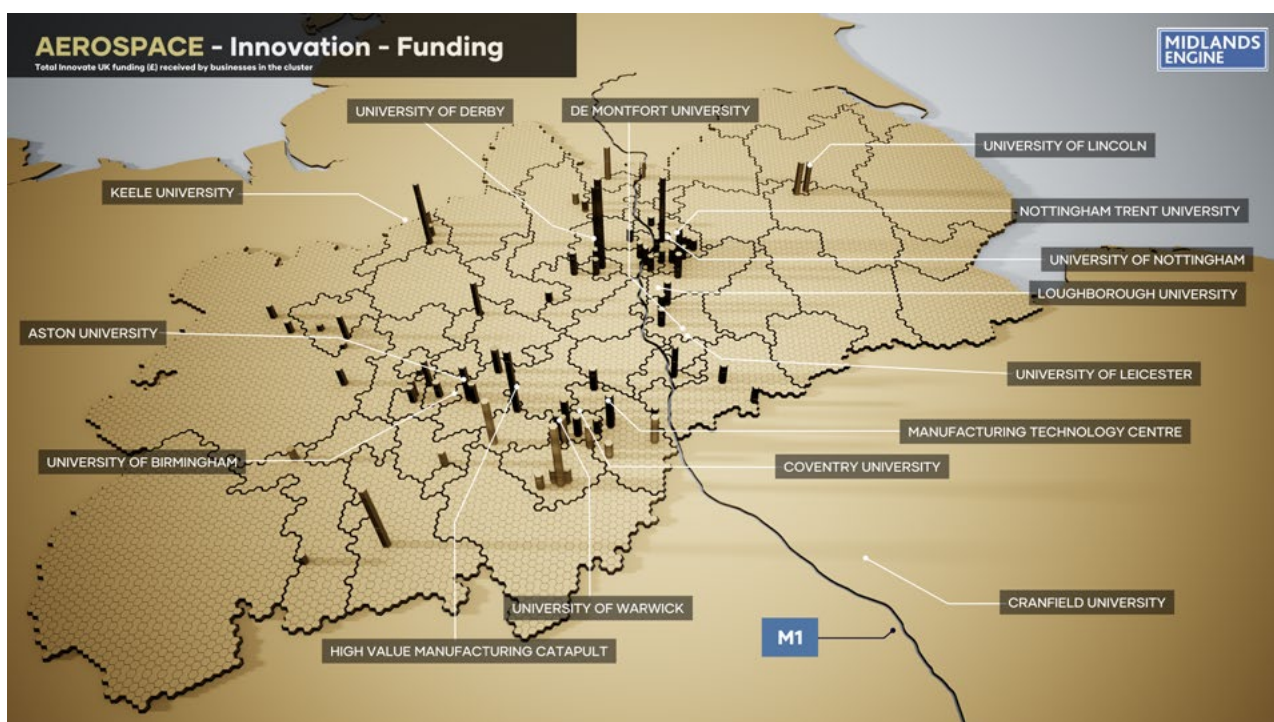 AEROSPACE - Innovation - Funding
Total Innovate UK funding (£) received by businesses in the cluster
MIDLANDS
ENGINE
UNIVERSITY OF DERBY
DE MONTFORT UNIVERSITY
UNIVERSITY OF LINCOLN
KEELE UNIVERSITY
NOTTINGHAM TRENT UNIVERSITY
UNIVERSITY OF NOTTINGHAM
LOUGHBOROUGH UNIVERSITY
ASTON UNIVERSITY
UNIVERSITY OF LEICESTER
MANUFACTURING TECHNOLOGY CENTRE
UNIVERSITY OF BIRMINGHAM
COVENTRY UNIVERSITY
CRANFIELD UNIVERSITY
UNIVERSITY OF WARWICK
M1
HIGH VALUE MANUFACTURING CATAPULT